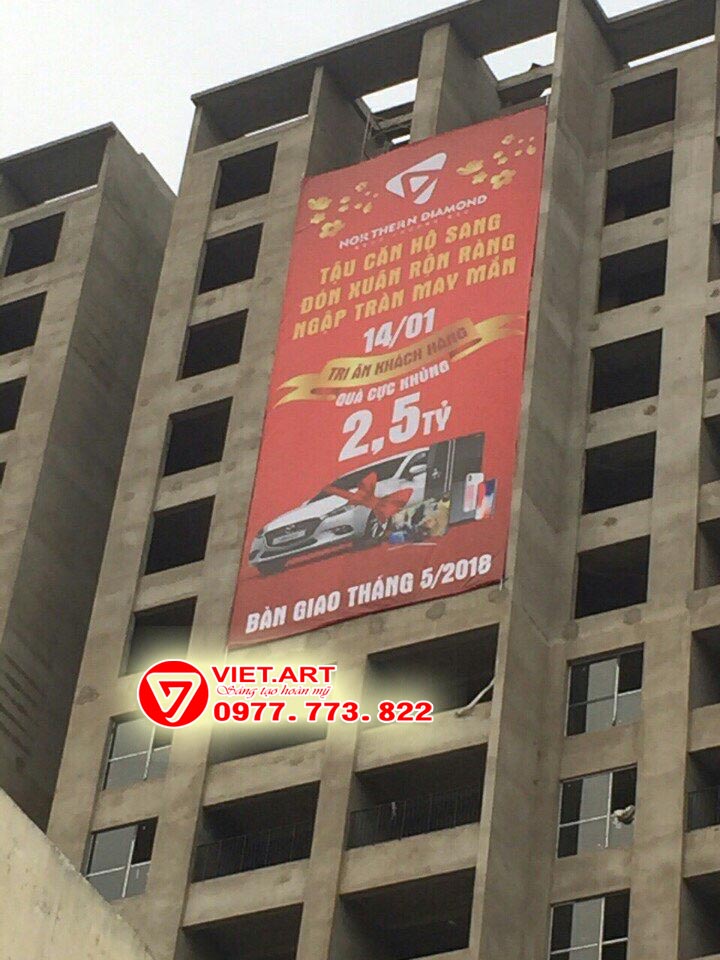 NORTHERN DIAMOND
TẬU CĂN HỘ SANG
ĐÓN XUÂN RỘN RÀNG
NGẬP TRÀN MAY MẮN
14/01
TRI ÂN KHÁCH HÀNG
QUÀ CỰC KHỦNG
2,5 TỶ
BÀN GIAO THÁNG 5/2018
VIET.ART
Sáng tạo hoàn mỹ
0977. 773. 822